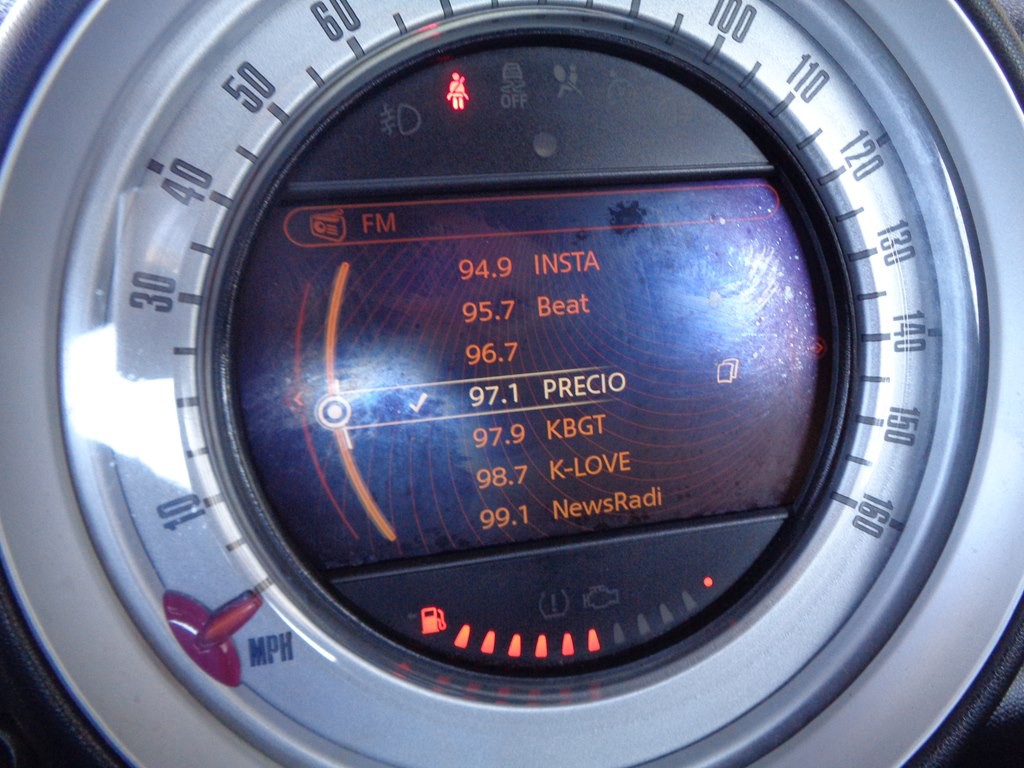 60
100
50
110
OFF
40
120
FM
94.9 INSTA
130
30
95.7 Beat
96.7
140
97.1 PRECIO
97.9 KBGT
150
98.7 K-LOVE
10
99.1 NewsRadi
160
MPH